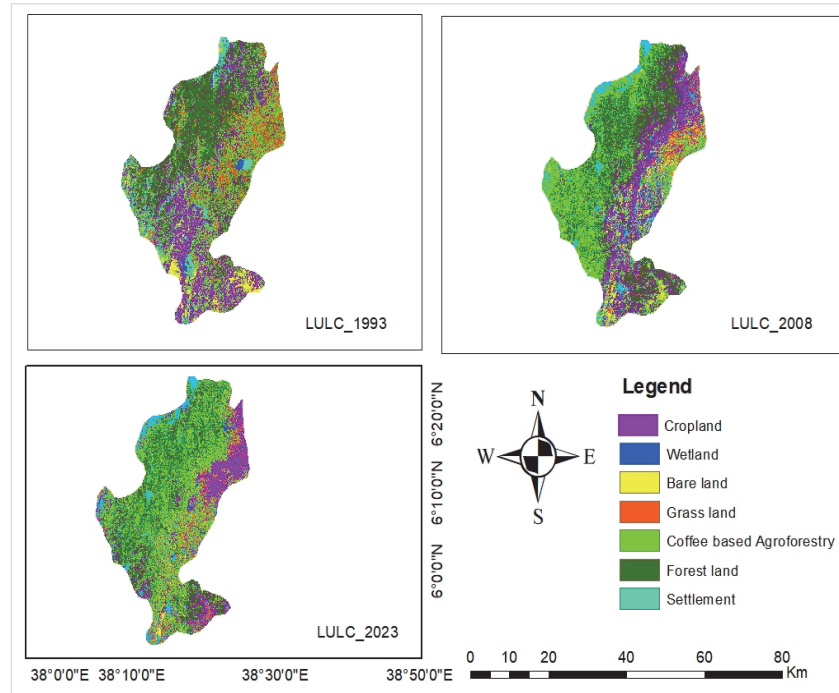 LULC_1993
LULC_2008
LULC_2023
6°20'0"N
6°10'0"N
6°0'0"N
38°0'0"E 38°10'0"E 38°30'0"E 38°50'0"E
N
W E
S
Legend
Cropland
Wetland
Bare land
Grass land
Coffee based Agroforestry
Forest land
Settlement
0 10 20 40 60 80
Km